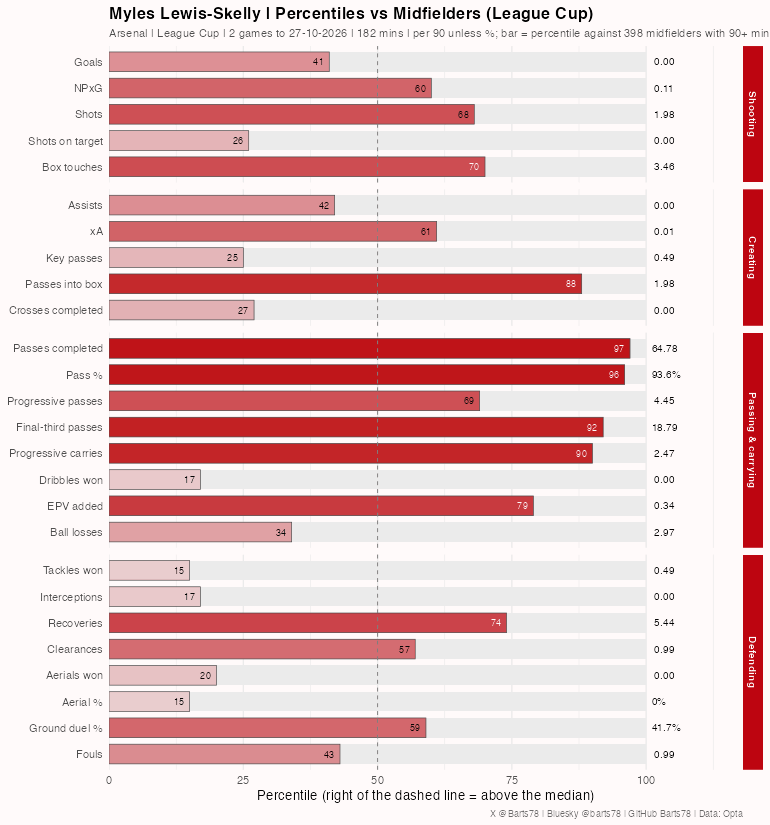 Myles Lewis-Skelly | Percentiles vs Midfielders (League Cup)
Arsenal | League Cup | 2 games to 27-10-2026 | 182 mins | per 90 unless %; bar = percentile against 398 midfielders with 90+ min
Goals 41 0.00
NPxG 60 0.11
Shots 68 1.98
Shots on target 26 0.00
Box touches 70 3.46
Shooting
Assists 42 0.00
xA 61 0.01
Key passes 25 0.49
Passes into box 88 1.98
Crosses completed 27 0.00
Creating
Passes completed 97 64.78
Pass % 96 93.6%
Progressive passes 69 4.45
Final-third passes 92 18.79
Progressive carries 90 2.47
Dribbles won 17 0.00
EPV added 79 0.34
Ball losses 34 2.97
Passing & carrying
Tackles won 15 0.49
Interceptions 17 0.00
Recoveries 74 5.44
Clearances 57 0.99
Aerials won 20 0.00
Aerial % 15 0%
Ground duel % 59 41.7%
Fouls 43 0.99
Defending
0 25 50 75 100
Percentile (right of the dashed line = above the median)
X @Barts78 | Bluesky @barts78 | GitHub Barts78 | Data: Opta